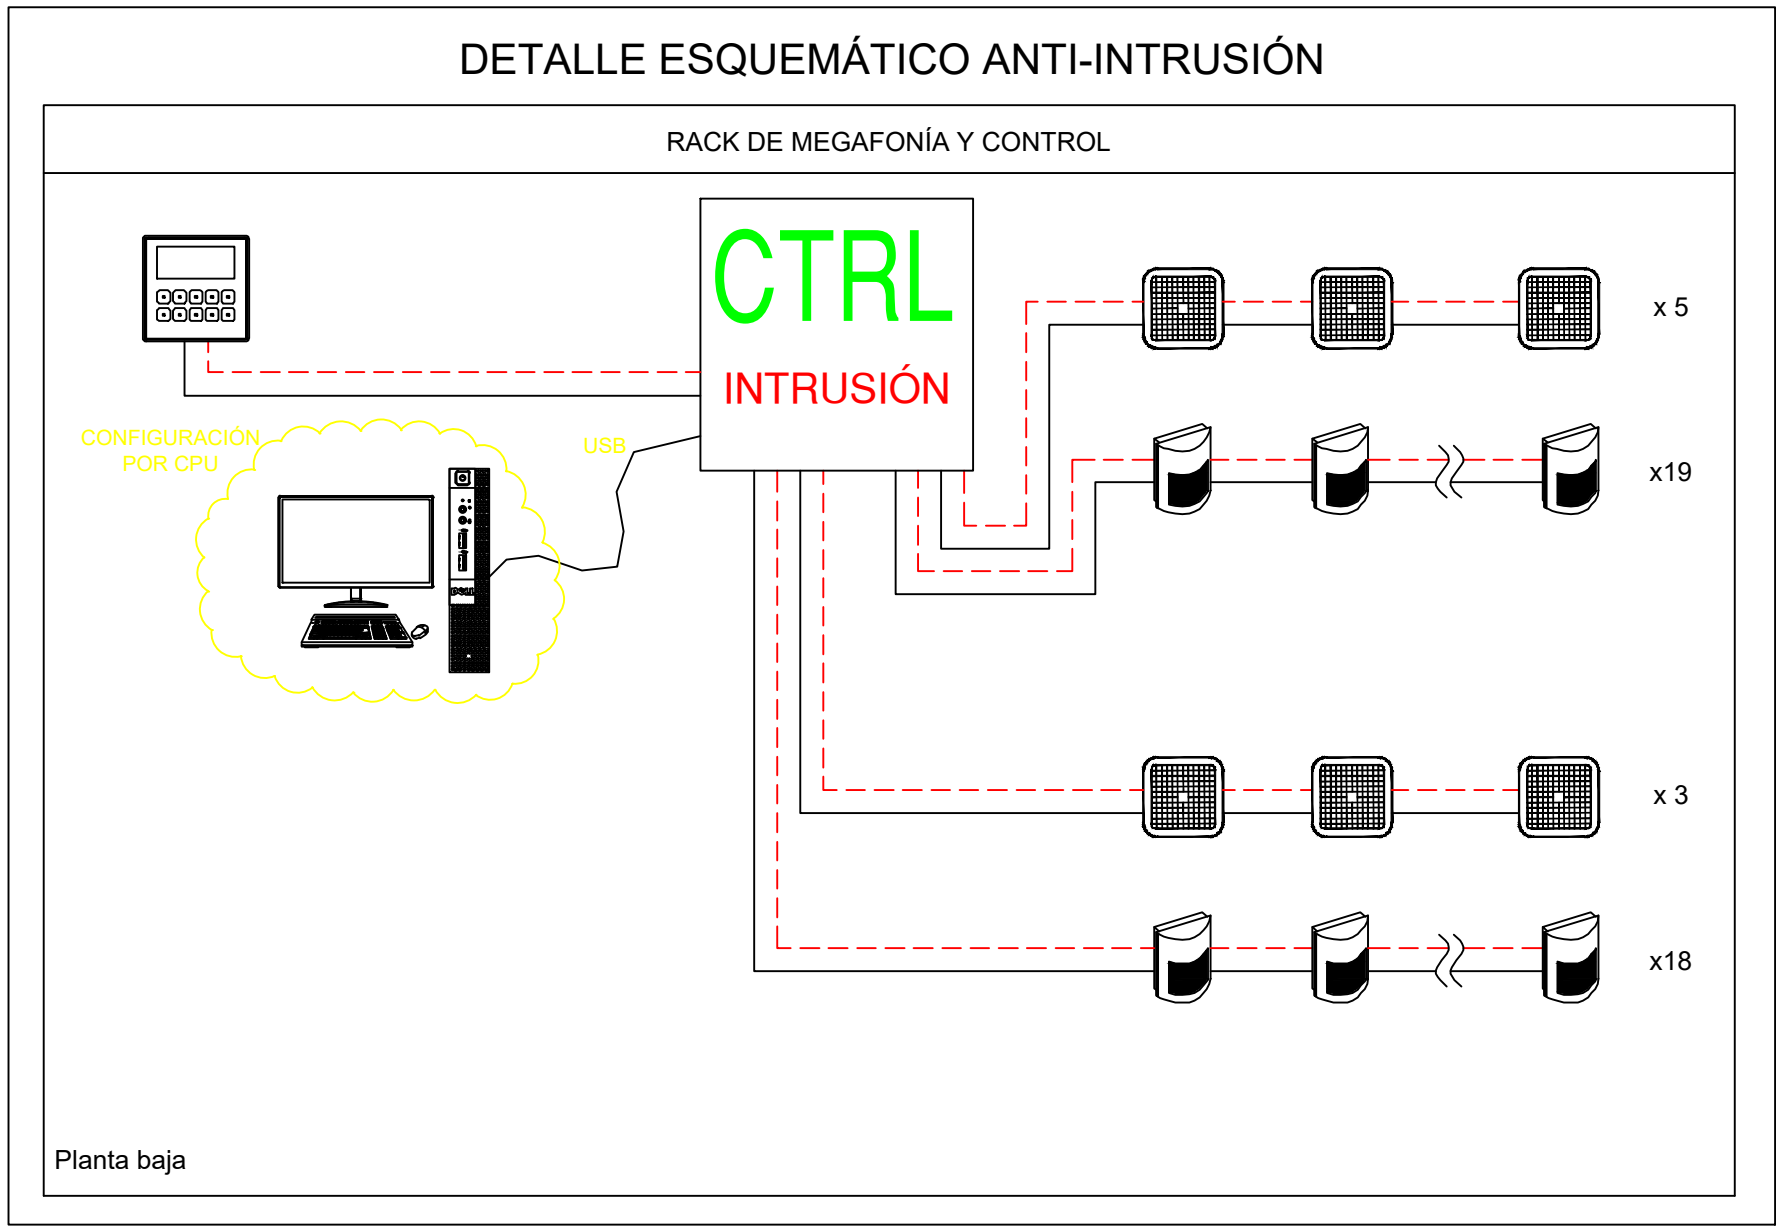 DETALLE ESQUEMÁTICO ANTI-INTRUSIÓN
RACK DE MEGAFONÍA Y CONTROL
CTRL
INTRUSIÓN
x 5
CONFIGURACIÓN
POR CPU
USB
x19
DELL
x 3
x18
Planta baja